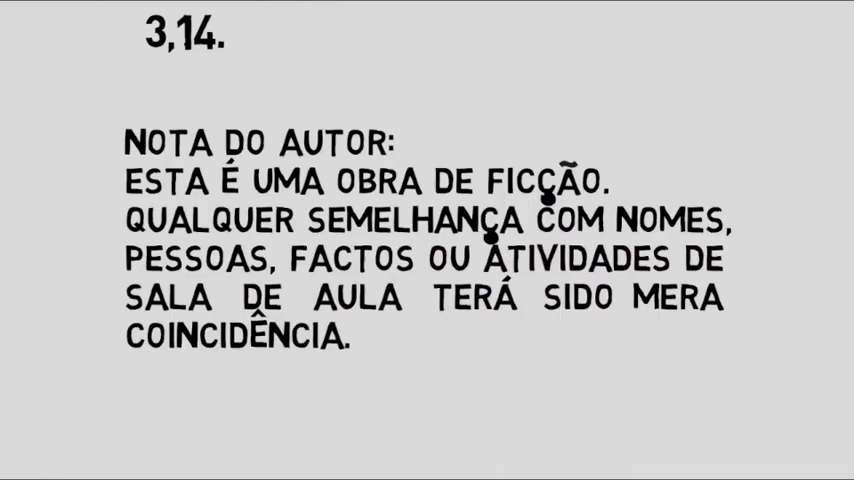 3,14.
NOTA DO AUTOR:
ESTA É UMA OBRA DE FICÇÃO.
QUALQUER SEMELHANÇA COM NOMES,
PESSOAS, FACTOS OU ATIVIDADES DE
SALA DE AULA TERÁ SIDO MERA
COINCIDÊNCIA.